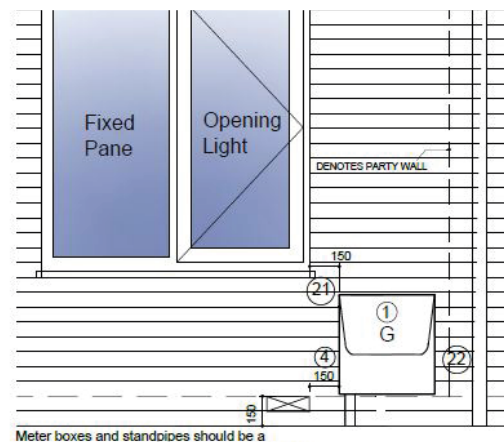 Fixed
Pane
Opening
Light
DENOTES PARTY WALL
150
21
1
G
4
22
150
150
Meter boxes and standpipes should be a